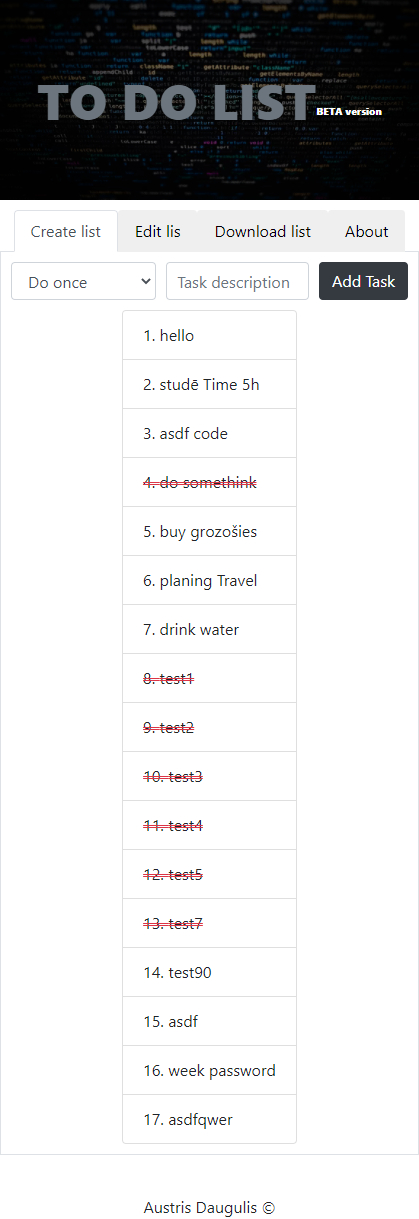 TO DO LIST BETA version
Create list Edit lis Download list About
Do once Task description Add Task
1. hello
2. studē Time 5h
3. asdf code
4. do somethink
5. buy grozošies
6. planing Travel
7. drink water
8. test1
9. test2
10. test3
11. test4
12. test5
13. test7
14. test90
15. asdf
16. week password
17. asdfqwer
Austris Daugulis ©